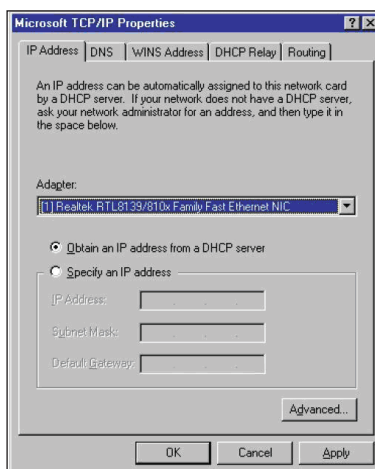 Microsoft TCP/IP Properties
IP Address DNS WINS Address DHCP Relay Routing
An IP address can be automatically assigned to this network card
by a DHCP server. If your network does not have a DHCP server,
ask your network administrator for an address, and then type it in
the space below.
Adapter:
[1] Realtek RTL8139/810x Family Fast Ethernet NIC
Obtain an IP address from a DHCP server
Specify an IP address
IP Address:
Subnet Mask:
Default Gateway:
Advanced...
OK Cancel Apply